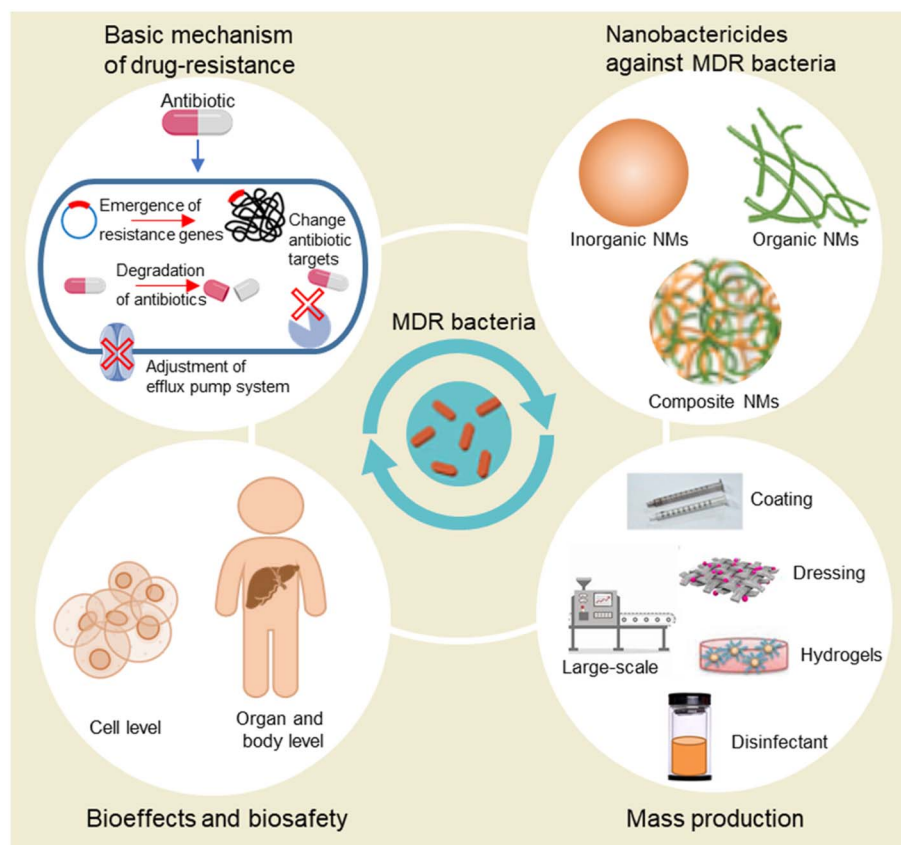 Basic mechanism
of drug-resistance
Antibiotic
Emergence of
resistance genes
Change
antibiotic
targets
Degradation
of antibiotics
Adjustment of
efflux pump system
Nanobactericides
against MDR bacteria
Inorganic NMs
Organic NMs
Composite NMs
MDR bacteria
Cell level
Organ and
body level
Bioeffects and biosafety
Coating
Dressing
Large-scale
Hydrogels
Disinfectant
Mass production